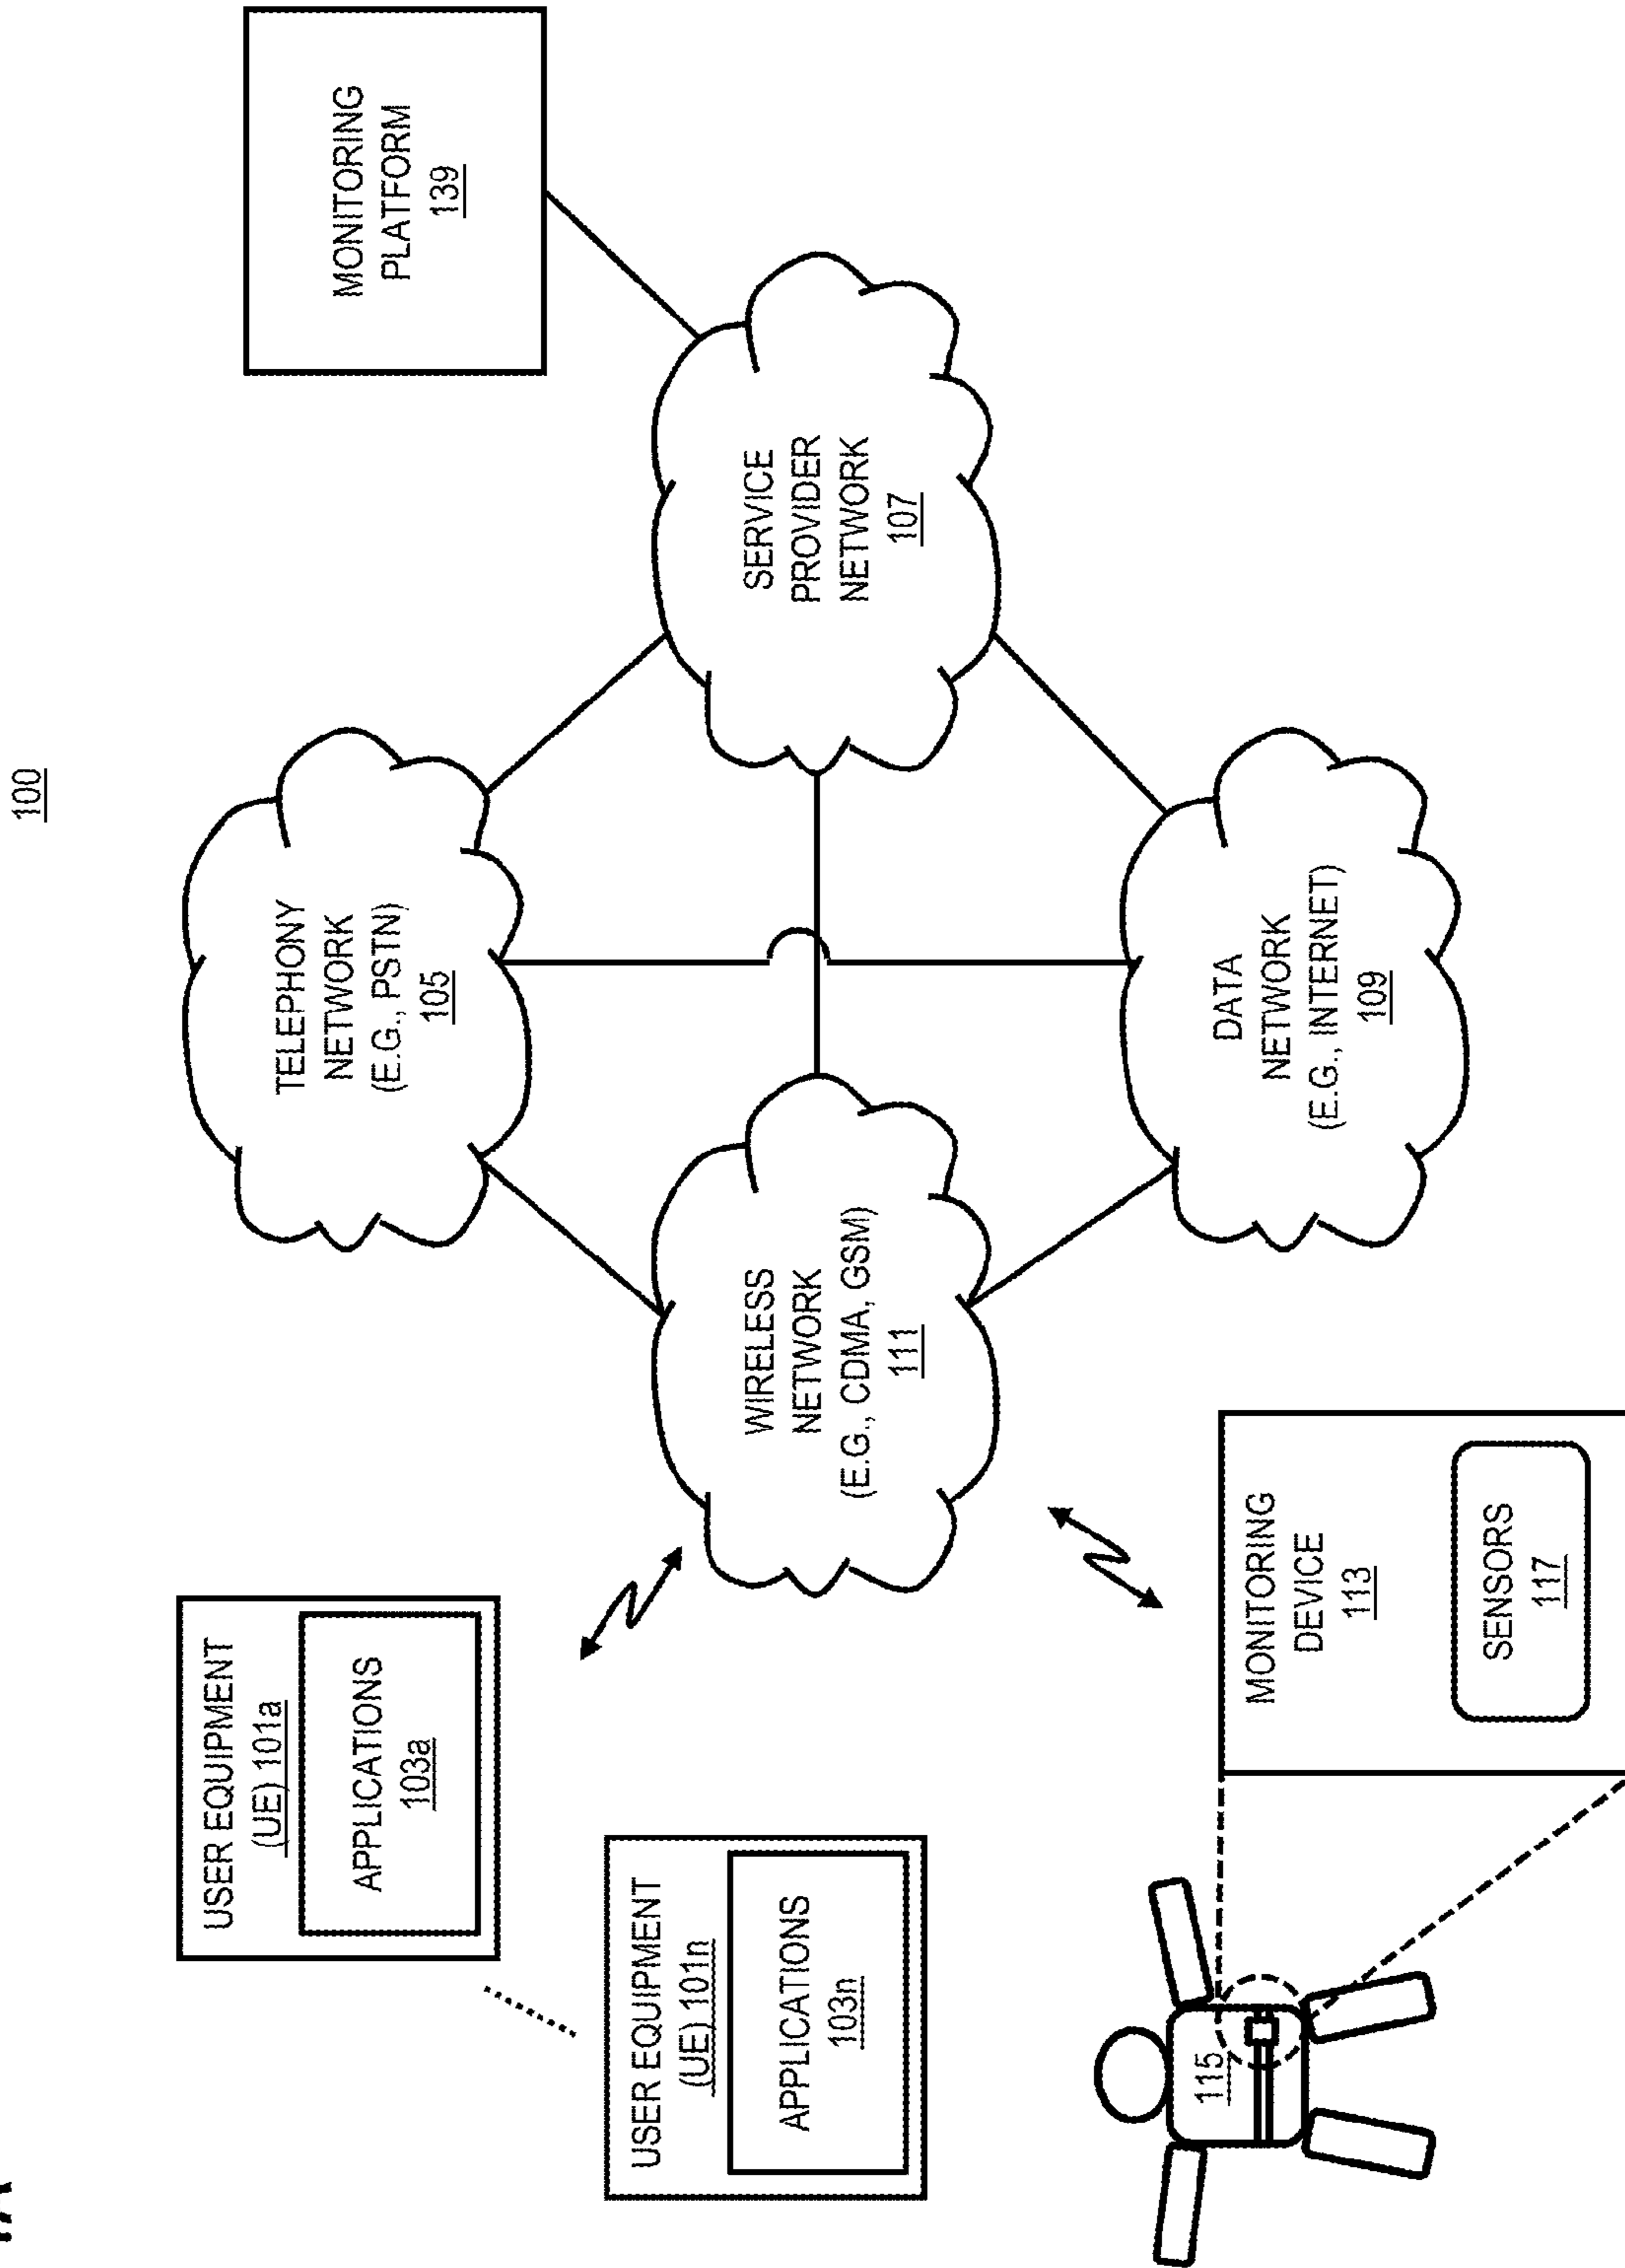 100
USER EQUIPMENT
(UE) 101a
APPLICATIONS
103a
TELEPHONY
NETWORK
(E.G., PSTN)
105
MONITORING
PLATFORM
139
USER EQUIPMENT
(UE) 101n
APPLICATIONS
103n
WIRELESS
NETWORK
(E.G., CDMA, GSM)
111
SERVICE
PROVIDER
NETWORK
107
115
MONITORING
DEVICE
113
SENSORS
117
DATA
NETWORK
(E.G., INTERNET)
109